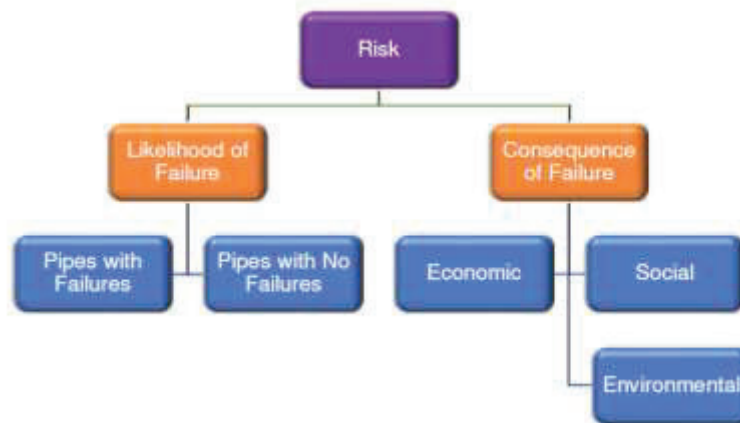 Risk
Likelihood of
Failure
Consequence
of Failure
Pipes with
Failures
Pipes with No
Failures
Economic
Social
Environmental